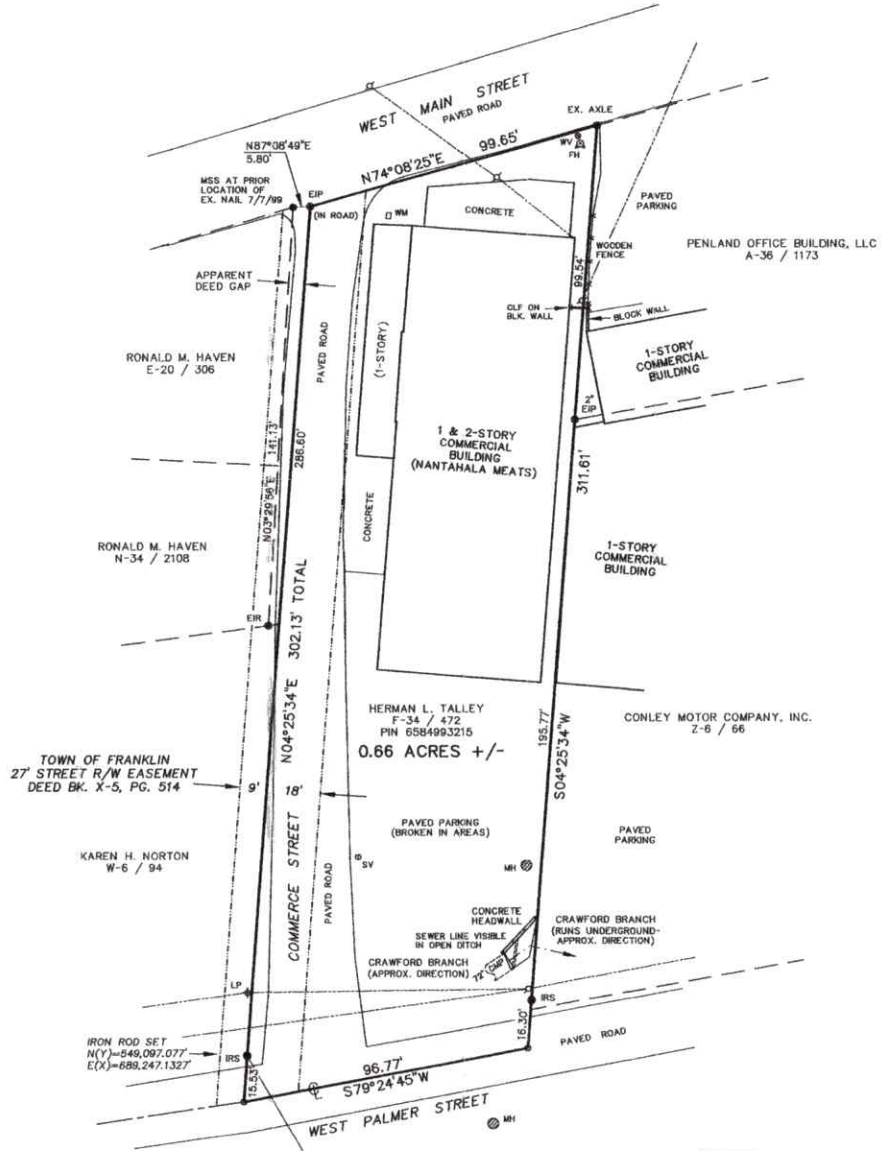 WEST MAIN STREET
PAVED ROAD
EX. AXLE
N87°08'49"E
5.80'
N74°08'25"E
99.65'
WV
FH
MSS AT PRIOR
LOCATION OF
EX. NAIL 7/7/99
EIP
(IN ROAD)
WM
CONCRETE
PAVED
PARKING
WOODEN
FENCE
PENLAND OFFICE BUILDING, LLC
A-36 / 1173
APPARENT
DEED GAP
99.54'
CLF ON
BLK. WALL
BLOCK WALL
PAVED ROAD
(1-STORY)
RONALD M. HAVEN
E-20 / 306
1-STORY
COMMERCIAL
BUILDING
2"
EIP
1 & 2-STORY
COMMERCIAL
BUILDING
(NANTAHALA MEATS)
141.13'
N03°29'56"E
286.60'
311.61'
CONCRETE
RONALD M. HAVEN
N-34 / 2108
1-STORY
COMMERCIAL
BUILDING
EIR
N04°25'34"E 302.13' TOTAL
HERMAN L. TALLEY
F-34 / 472
PIN 6584993215
0.66 ACRES +/-
195.77'
S04°25'34"W
CONLEY MOTOR COMPANY, INC.
Z-6 / 66
TOWN OF FRANKLIN
27' STREET R/W EASEMENT
DEED BK. X-5, PG. 514
9'
18'
PAVED PARKING
(BROKEN IN AREAS)
PAVED
PARKING
KAREN H. NORTON
W-6 / 94
COMMERCE STREET
PAVED ROAD
SV
MH
CONCRETE
HEADWALL
SEWER LINE VISIBLE
IN OPEN DITCH
CRAWFORD BRANCH
(RUNS UNDERGROUND-
APPROX. DIRECTION)
CRAWFORD BRANCH
(APPROX. DIRECTION)
72" CMP
LP
IRS
16.30'
PAVED ROAD
IRON ROD SET
N(Y)=549,097.077'
E(X)=689,247.1327'
IRS
15.53'
96.77'
S79°24'45"W
WEST PALMER STREET
MH